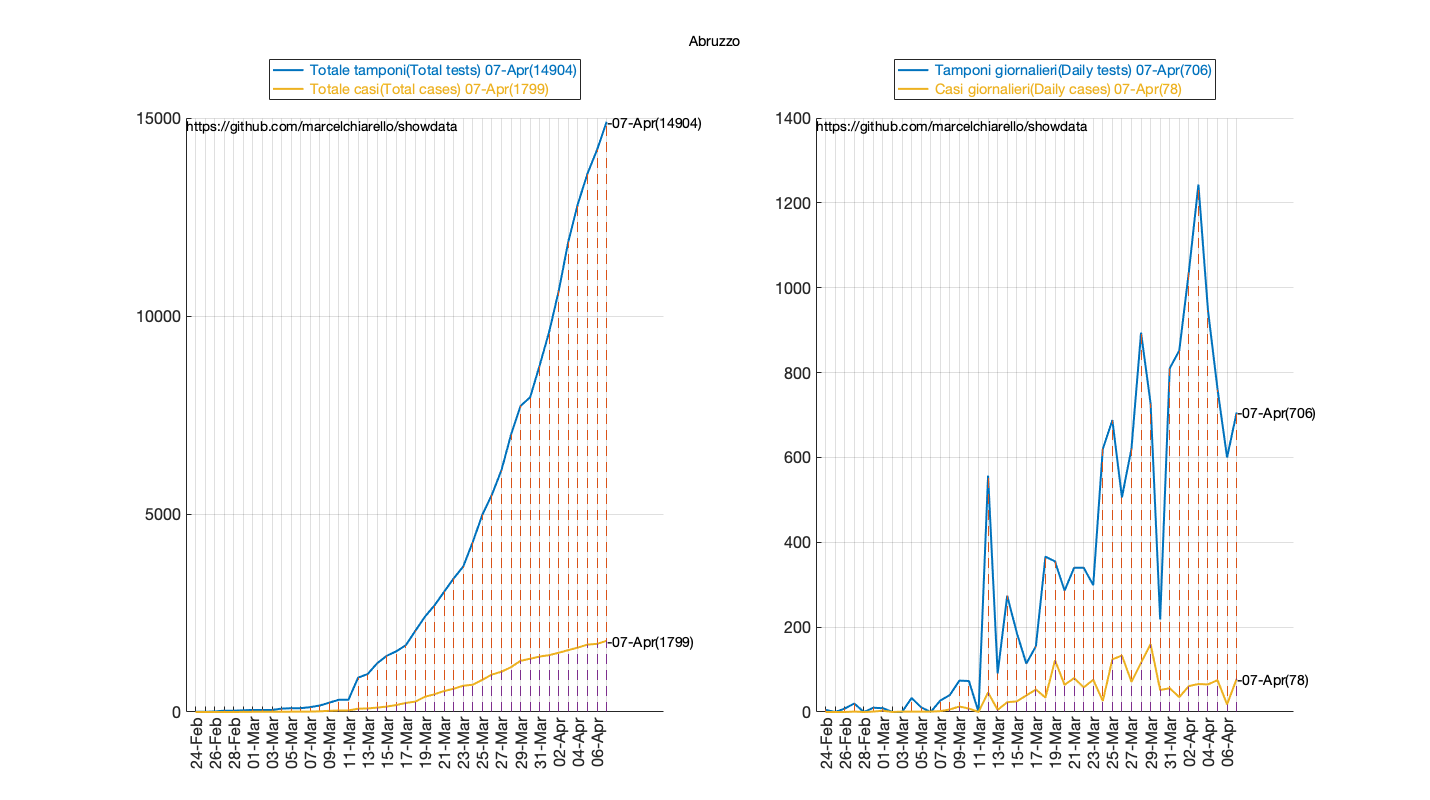 Abruzzo
Totale tamponi(Total tests) 07-Apr(14904)
Totale casi(Total cases) 07-Apr(1799)
15000
10000
5000
0
https://github.com/marcelchiarello/showdata
-07-Apr(14904)
-07-Apr(1799)
24-Feb
26-Feb
28-Feb
01-Mar
03-Mar
05-Mar
07-Mar
09-Mar
11-Mar
13-Mar
15-Mar
17-Mar
19-Mar
21-Mar
23-Mar
25-Mar
27-Mar
29-Mar
31-Mar
02-Apr
04-Apr
06-Apr
Tamponi giornalieri(Daily tests) 07-Apr(706)
Casi giornalieri(Daily cases) 07-Apr(78)
1400
1200
1000
800
600
400
200
0
https://github.com/marcelchiarello/showdata
-07-Apr(706)
-07-Apr(78)
24-Feb
26-Feb
28-Feb
01-Mar
03-Mar
05-Mar
07-Mar
09-Mar
11-Mar
13-Mar
15-Mar
17-Mar
19-Mar
21-Mar
23-Mar
25-Mar
27-Mar
29-Mar
31-Mar
02-Apr
04-Apr
06-Apr